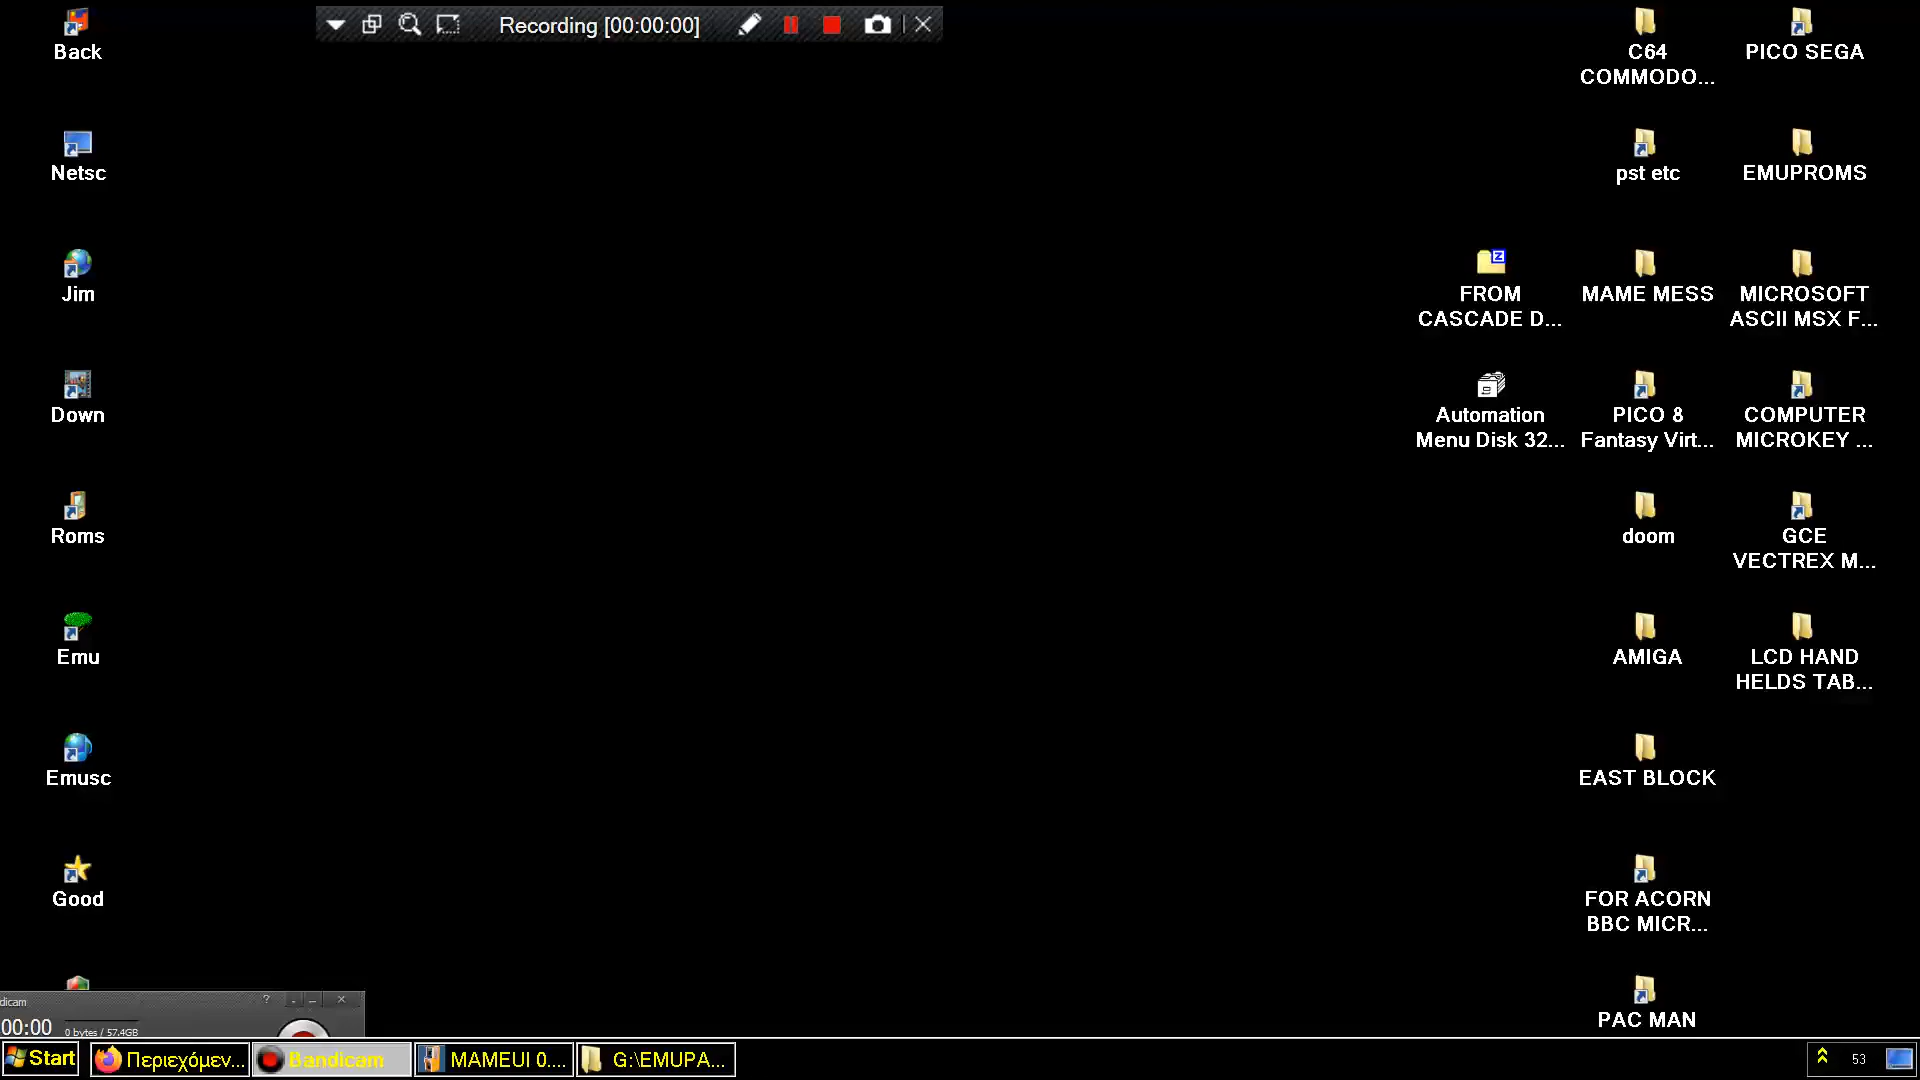 Recording [00:00:00]
Back
Netsc
Jim
Down
Roms
Emu
Emusc
Good
FROM
CASCADE D...
Automation
Menu Disk 32...
C64
COMMODO...
pst etc
MAME MESS
PICO 8
Fantasy Virt...
doom
AMIGA
EAST BLOCK
FOR ACORN
BBC MICR...
PAC MAN
PICO SEGA
EMUPROMS
MICROSOFT
ASCII MSX F...
COMPUTER
MICROKEY ...
GCE
VECTREX M...
LCD HAND
HELDS TAB...
dicam
00:00
0 bytes / 57.4GB
Start
Περιεχόμεν...
Bandicam
MAMEUI 0....
G:\EMUPA...
53